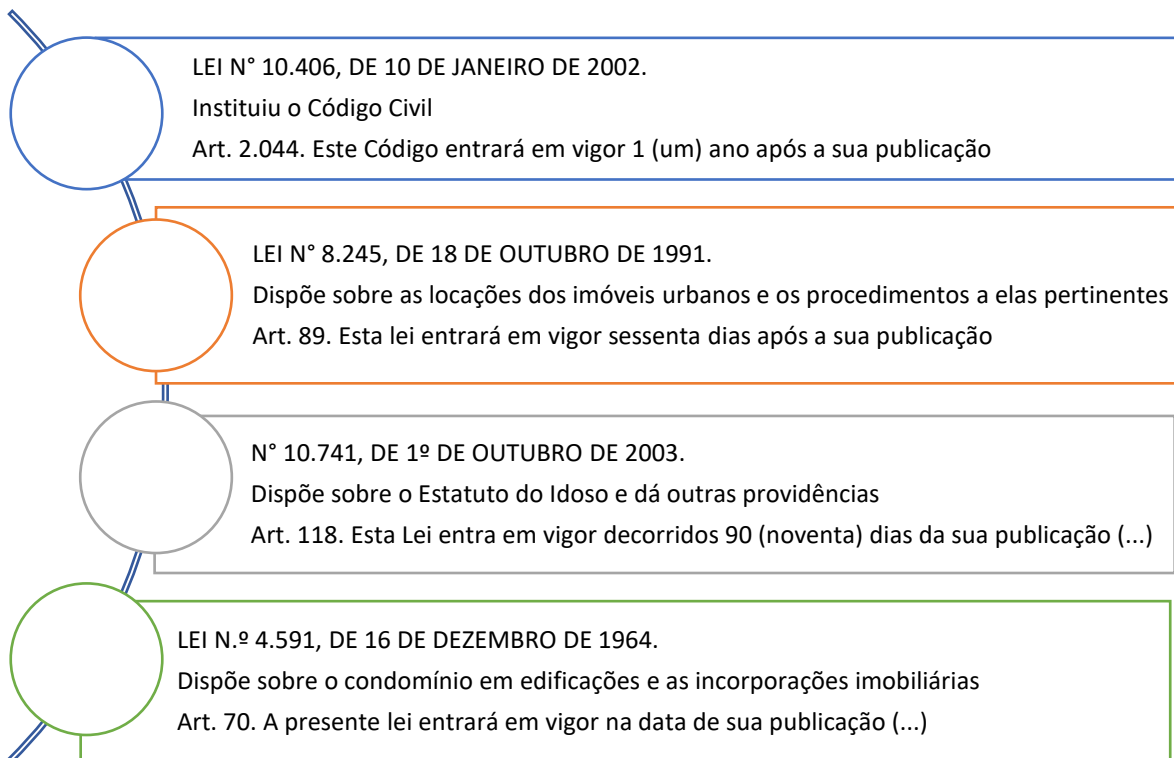 LEI N° 10.406, DE 10 DE JANEIRO DE 2002.
Instituiu o Código Civil
Art. 2.044. Este Código entrará em vigor 1 (um) ano após a sua publicação
LEI N° 8.245, DE 18 DE OUTUBRO DE 1991.
Dispõe sobre as locações dos imóveis urbanos e os procedimentos a elas pertinentes
Art. 89. Esta lei entrará em vigor sessenta dias após a sua publicação
N° 10.741, DE 1º DE OUTUBRO DE 2003.
Dispõe sobre o Estatuto do Idoso e dá outras providências
Art. 118. Esta Lei entra em vigor decorridos 90 (noventa) dias da sua publicação (...)
LEI N.º 4.591, DE 16 DE DEZEMBRO DE 1964.
Dispõe sobre o condomínio em edificações e as incorporações imobiliárias
Art. 70. A presente lei entrará em vigor na data de sua publicação (...)